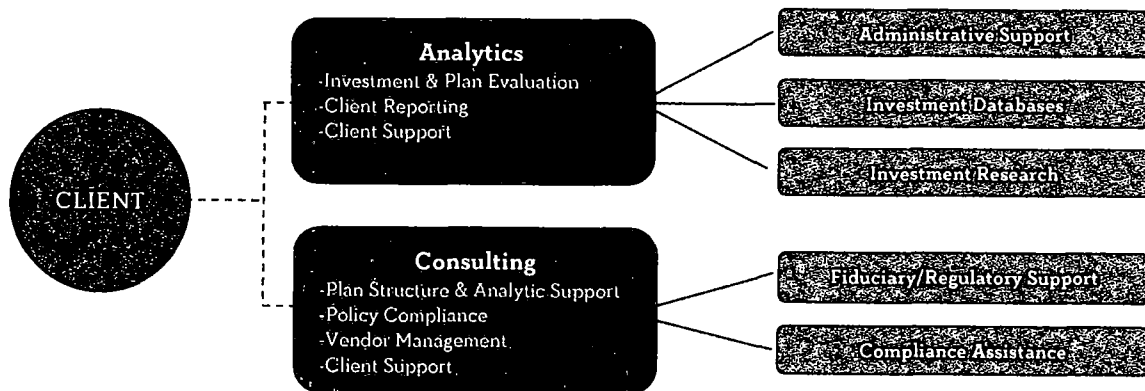 CLIENT
Analytics
-Investment & Plan Evaluation
-Client Reporting
-Client Support
Administrative Support
Investment Databases
Investment Research
Consulting
-Plan Structure & Analytic Support
-Policy Compliance
-Vendor Management
-Client Support
Fiduciary/Regulatory Support
Compliance Assistance